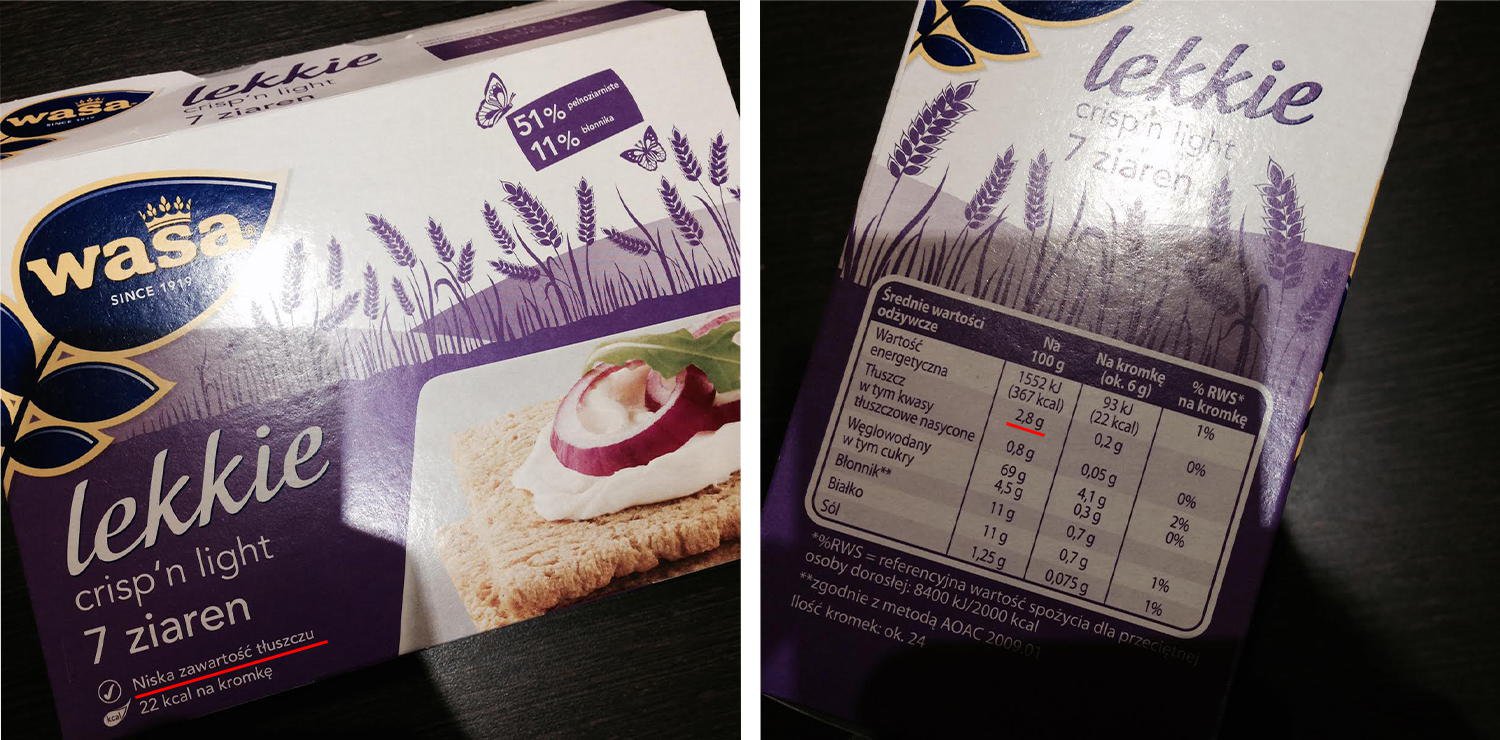 wasa
SINCE 1919
lekkie
crisp'n light
7 ziaren
51% pełnoziarniste
11% błonnika
wasa
SINCE 1919
lekkie
crisp'n light
7 ziaren
Niska zawartość tłuszczu
kcal
22 kcal na kromkę
lekkie
crisp'n light
7 ziaren
Średnie wartości odżywcze Na 100 g Na kromkę (ok. 6 g) % RWS* na kromkę
Wartość energetyczna 1552 kJ (367 kcal) 93 kJ (22 kcal) 1%
Tłuszcz 2,8 g 0,2 g 0%
w tym kwasy tłuszczowe nasycone 0,8 g 0,05 g 0%
Węglowodany 69 g 4,1 g 2%
w tym cukry 4,5 g 0,3 g 0%
Błonnik** 11 g 0,7 g
Białko 11 g 0,7 g 1%
Sól 1,25 g 0,075 g 1%
*%RWS = referencyjna wartość spożycia dla przeciętnej
osoby dorosłej: 8400 kJ/2000 kcal
**zgodnie z metodą AOAC 2009.01
Ilość kromek: ok. 24